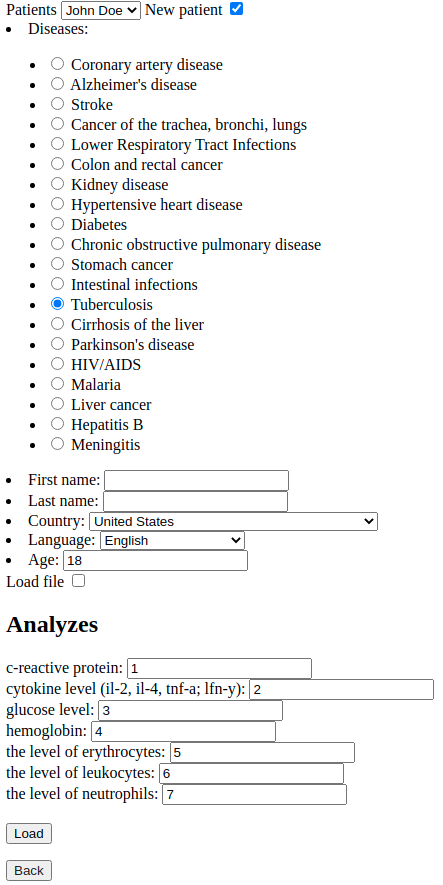 Patients John Doe New patient
Diseases:
Coronary artery disease
Alzheimer's disease
Stroke
Cancer of the trachea, bronchi, lungs
Lower Respiratory Tract Infections
Colon and rectal cancer
Kidney disease
Hypertensive heart disease
Diabetes
Chronic obstructive pulmonary disease
Stomach cancer
Intestinal infections
Tuberculosis
Cirrhosis of the liver
Parkinson's disease
HIV/AIDS
Malaria
Liver cancer
Hepatitis B
Meningitis
First name:
Last name:
Country: United States
Language: English
Age: 18
Load file
Analyzes
c-reactive protein: 1
cytokine level (il-2, il-4, tnf-a; lfn-y): 2
glucose level: 3
hemoglobin: 4
the level of erythrocytes: 5
the level of leukocytes: 6
the level of neutrophils: 7
Load
Back